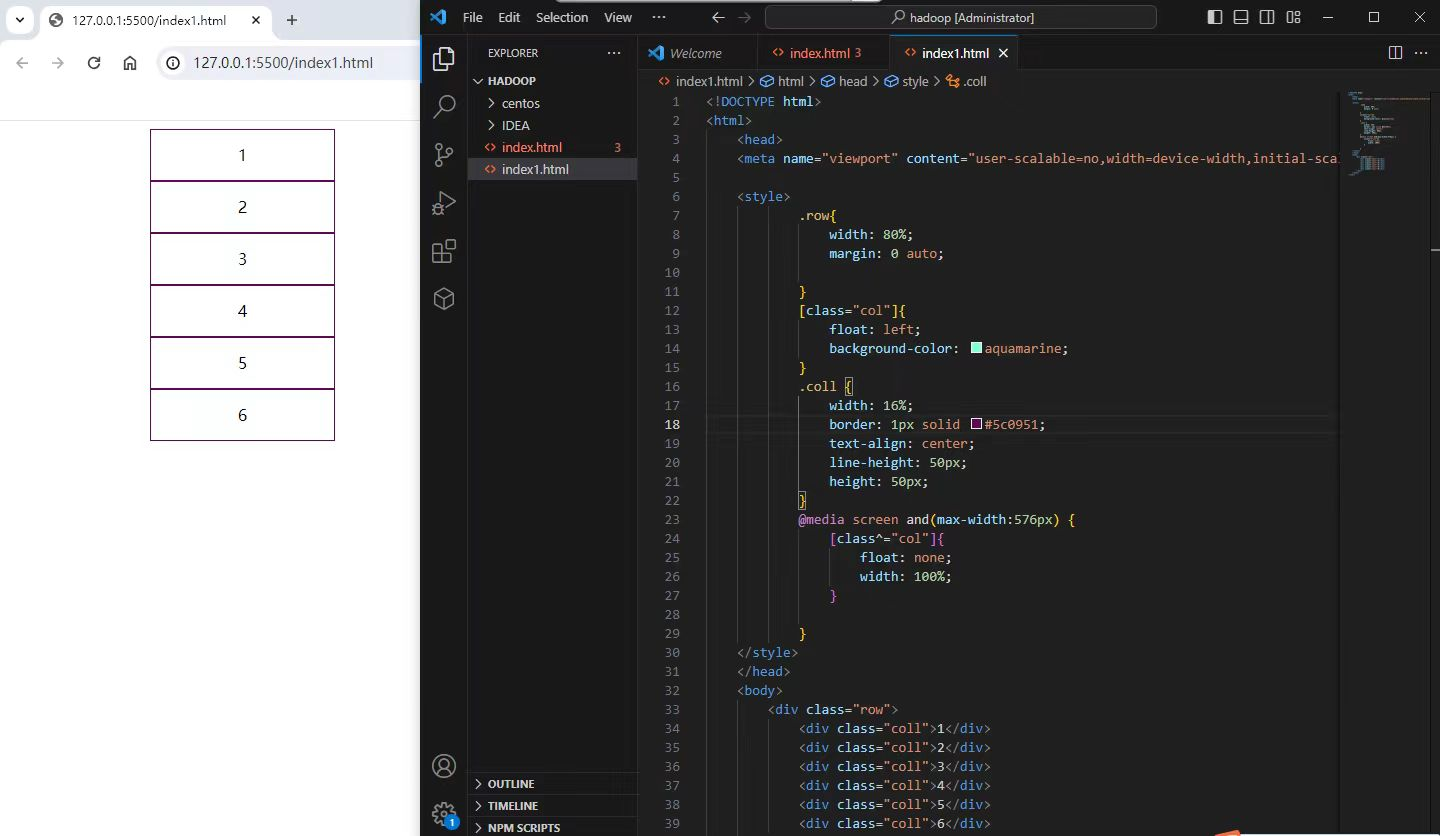 127.0.0.1:5500/index1.html
127.0.0.1:5500/index1.html
1
2
3
4
5
6
File Edit Selection View ··· hadoop [Administrator]
EXPLORER ···
HADOOP
centos
IDEA
index.html 3
index1.html
OUTLINE
TIMELINE
NPM SCRIPTS
1
Welcome index.html 3 index1.html
index1.html > html > head > style > .coll
1 <!DOCTYPE html>
2 <html>
3 <head>
4 <meta name="viewport" content="user-scalable=no,width=device-width,initial-sca
5
6 <style>
7 .row{
8 width: 80%;
9 margin: 0 auto;
10
11 }
12 [class="col"]{
13 float: left;
14 background-color: aquamarine;
15 }
16 .coll {
17 width: 16%;
18 border: 1px solid #5c0951;
19 text-align: center;
20 line-height: 50px;
21 height: 50px;
22 }
23 @media screen and(max-width:576px) {
24 [class^="col"]{
25 float: none;
26 width: 100%;
27 }
28
29 }
30 </style>
31 </head>
32 <body>
33 <div class="row">
34 <div class="coll">1</div>
35 <div class="coll">2</div>
36 <div class="coll">3</div>
37 <div class="coll">4</div>
38 <div class="coll">5</div>
39 <div class="coll">6</div>